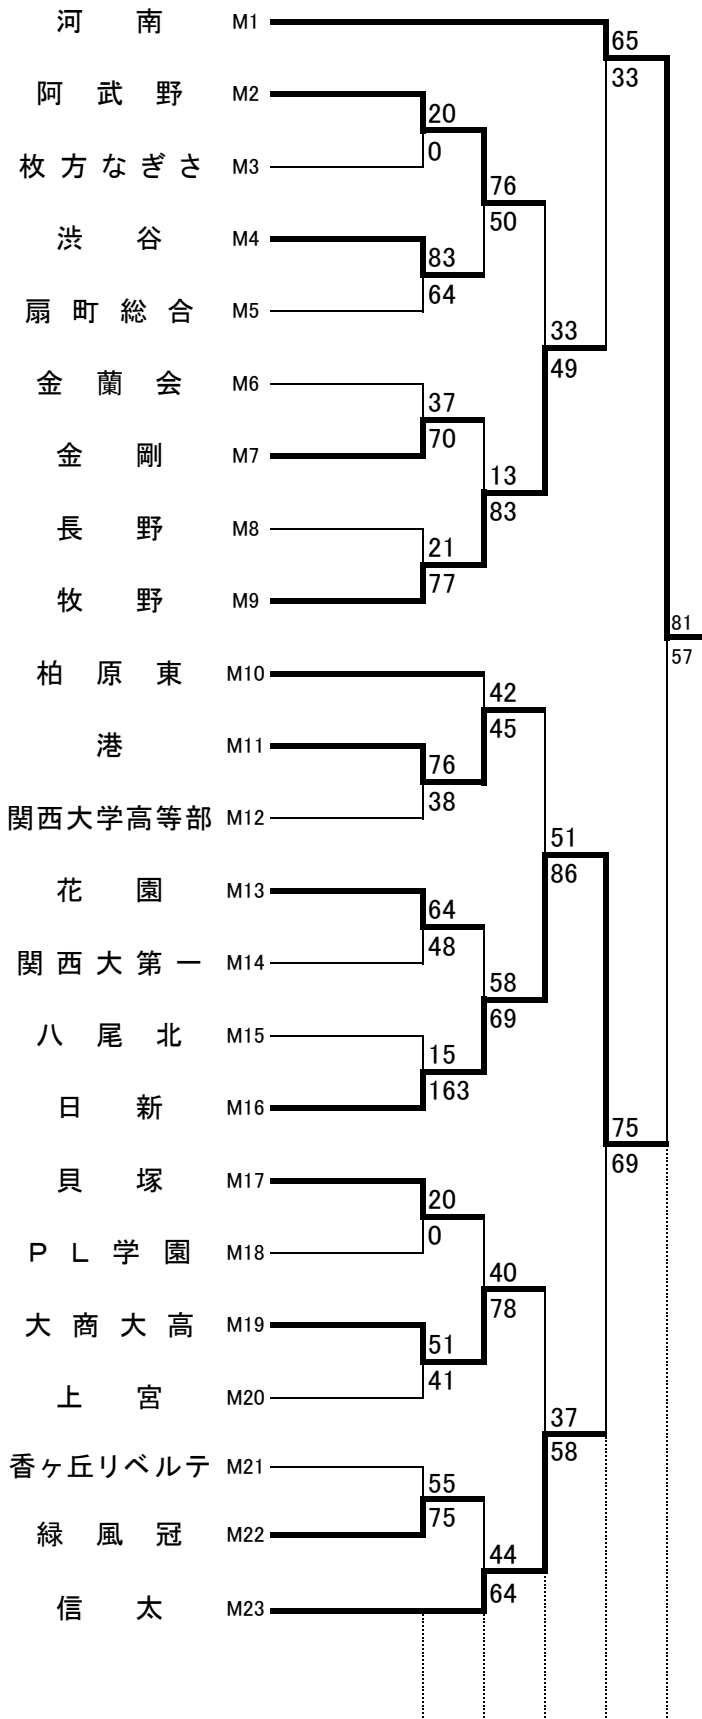 河 南 M1
65
33
阿 武 野 M2
20
0
枚 方 な ぎ さ M3
76
50
渋 谷 M4
83
64
扇 町 総 合 M5
33
49
金 蘭 会 M6
37
70
金 剛 M7
13
83
長 野 M8
21
77
牧 野 M9
81
57
柏 原 東 M10
42
45
港 M11
76
38
関西大学高等部 M12
51
86
花 園 M13
64
48
関 西 大 第 一 M14
58
69
八 尾 北 M15
15
163
日 新 M16
75
69
貝 塚 M17
20
0
Ｐ Ｌ 学 園 M18
40
78
大 商 大 高 M19
51
41
上 宮 M20
37
58
香ヶ丘リベルテ M21
55
75
緑 風 冠 M22
44
64
信 太 M23